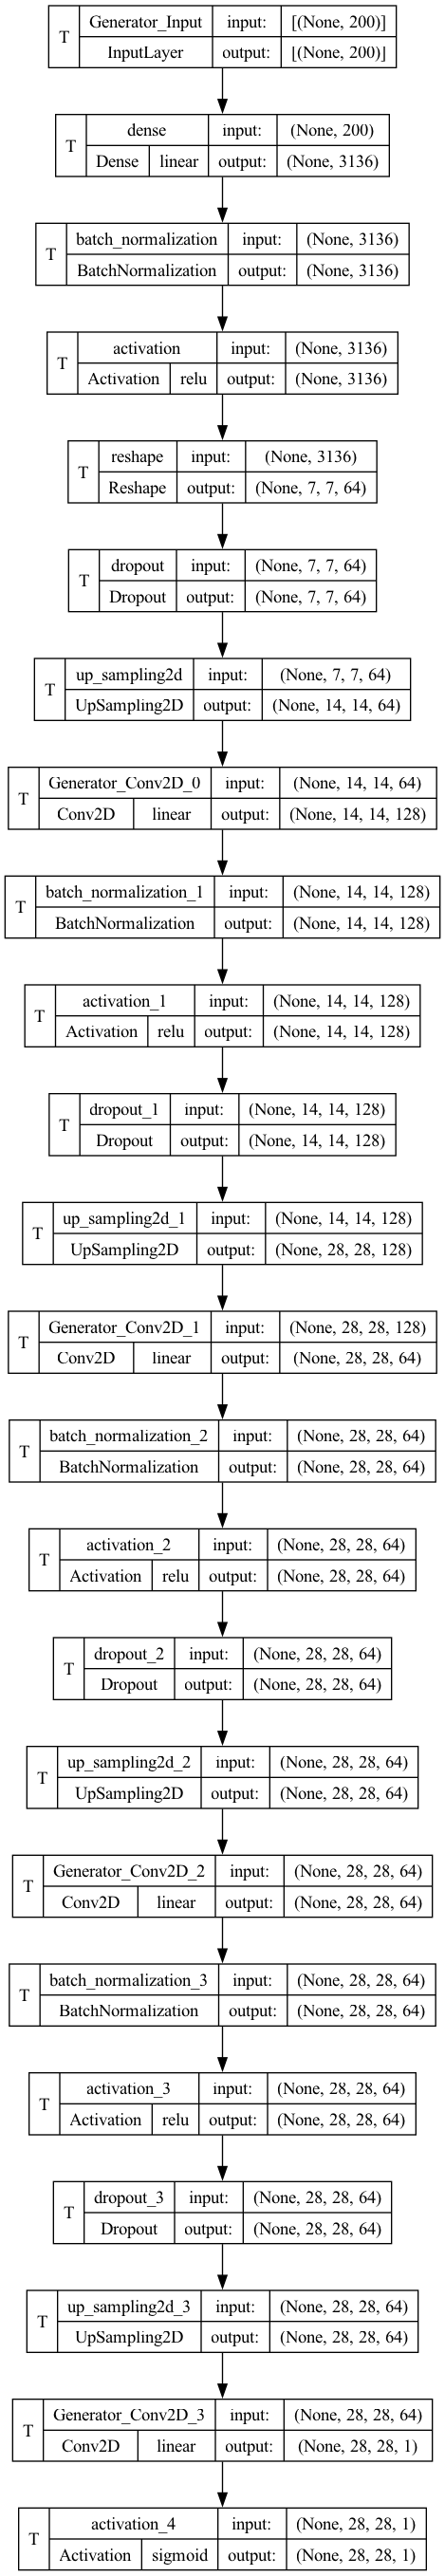 T Generator_Input input: [(None, 200)]
InputLayer output: [(None, 200)]
T dense input: (None, 200)
Dense linear output: (None, 3136)
T batch_normalization input: (None, 3136)
BatchNormalization output: (None, 3136)
T activation input: (None, 3136)
Activation relu output: (None, 3136)
T reshape input: (None, 3136)
Reshape output: (None, 7, 7, 64)
T dropout input: (None, 7, 7, 64)
Dropout output: (None, 7, 7, 64)
T up_sampling2d input: (None, 7, 7, 64)
UpSampling2D output: (None, 14, 14, 64)
T Generator_Conv2D_0 input: (None, 14, 14, 64)
Conv2D linear output: (None, 14, 14, 128)
T batch_normalization_1 input: (None, 14, 14, 128)
BatchNormalization output: (None, 14, 14, 128)
T activation_1 input: (None, 14, 14, 128)
Activation relu output: (None, 14, 14, 128)
T dropout_1 input: (None, 14, 14, 128)
Dropout output: (None, 14, 14, 128)
T up_sampling2d_1 input: (None, 14, 14, 128)
UpSampling2D output: (None, 28, 28, 128)
T Generator_Conv2D_1 input: (None, 28, 28, 128)
Conv2D linear output: (None, 28, 28, 64)
T batch_normalization_2 input: (None, 28, 28, 64)
BatchNormalization output: (None, 28, 28, 64)
T activation_2 input: (None, 28, 28, 64)
Activation relu output: (None, 28, 28, 64)
T dropout_2 input: (None, 28, 28, 64)
Dropout output: (None, 28, 28, 64)
T up_sampling2d_2 input: (None, 28, 28, 64)
UpSampling2D output: (None, 28, 28, 64)
T Generator_Conv2D_2 input: (None, 28, 28, 64)
Conv2D linear output: (None, 28, 28, 64)
T batch_normalization_3 input: (None, 28, 28, 64)
BatchNormalization output: (None, 28, 28, 64)
T activation_3 input: (None, 28, 28, 64)
Activation relu output: (None, 28, 28, 64)
T dropout_3 input: (None, 28, 28, 64)
Dropout output: (None, 28, 28, 64)
T up_sampling2d_3 input: (None, 28, 28, 64)
UpSampling2D output: (None, 28, 28, 64)
T Generator_Conv2D_3 input: (None, 28, 28, 64)
Conv2D linear output: (None, 28, 28, 1)
T activation_4 input: (None, 28, 28, 1)
Activation sigmoid output: (None, 28, 28, 1)